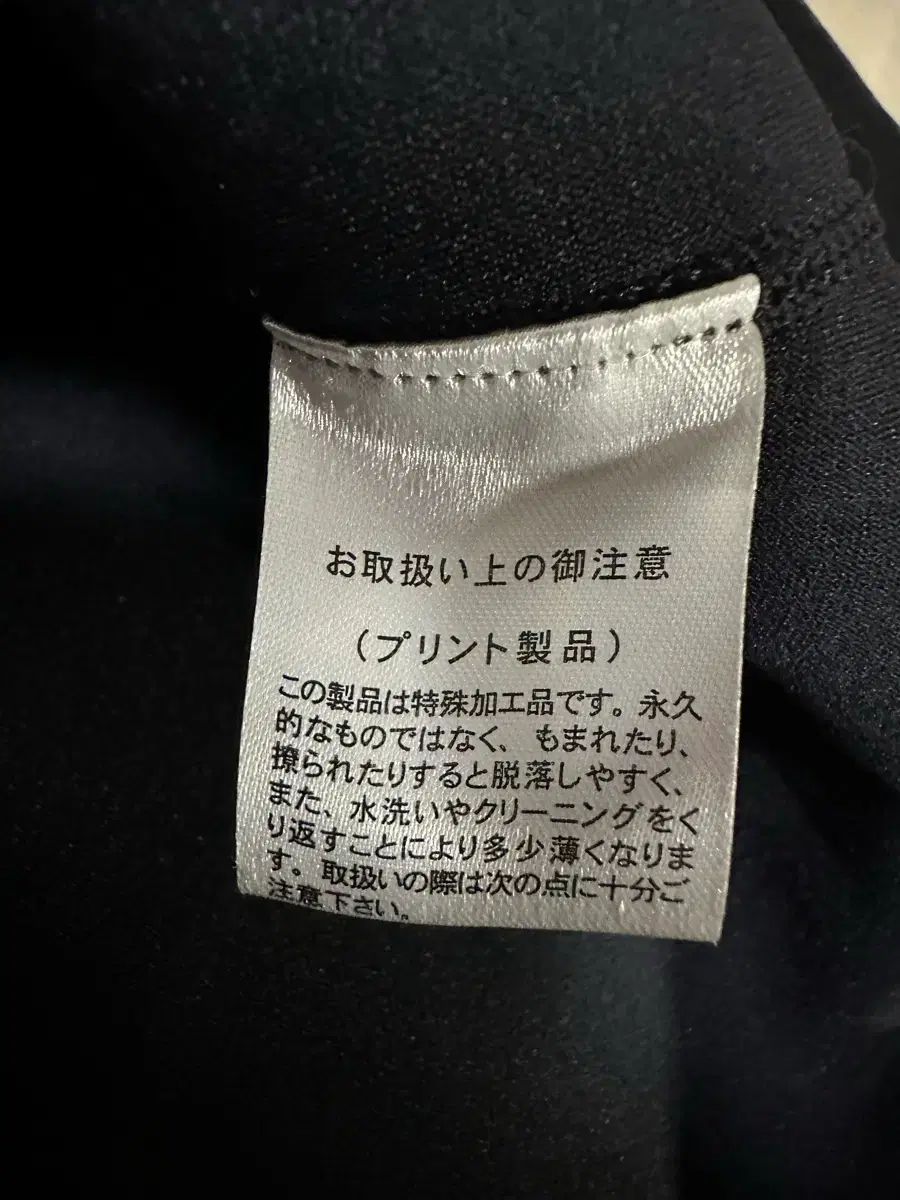 お取扱い上の御注意
（プリント製品）
この製品は特殊加工品です。永久
的なものではなく、もまれたり、
撩られたりすると脱落しやすく、
また、水洗いやクリーニングをく
り返すことにより多少薄くなりま
す。取扱いの際は次の点に十分ご
注意下さい。